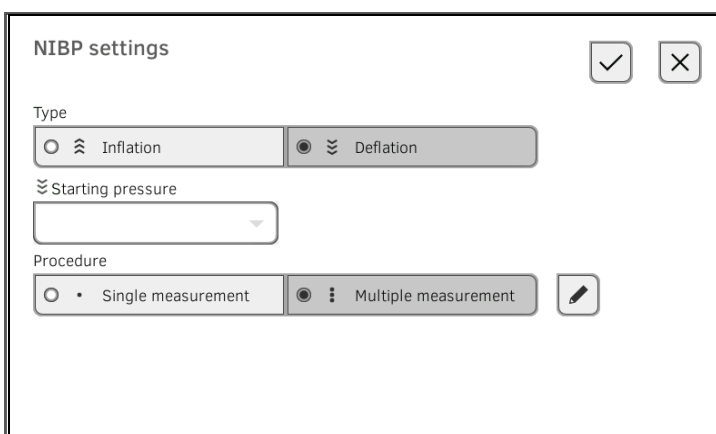 NIBP settings
Type
Inflation
Deflation
Starting pressure
Procedure
Single measurement
Multiple measurement